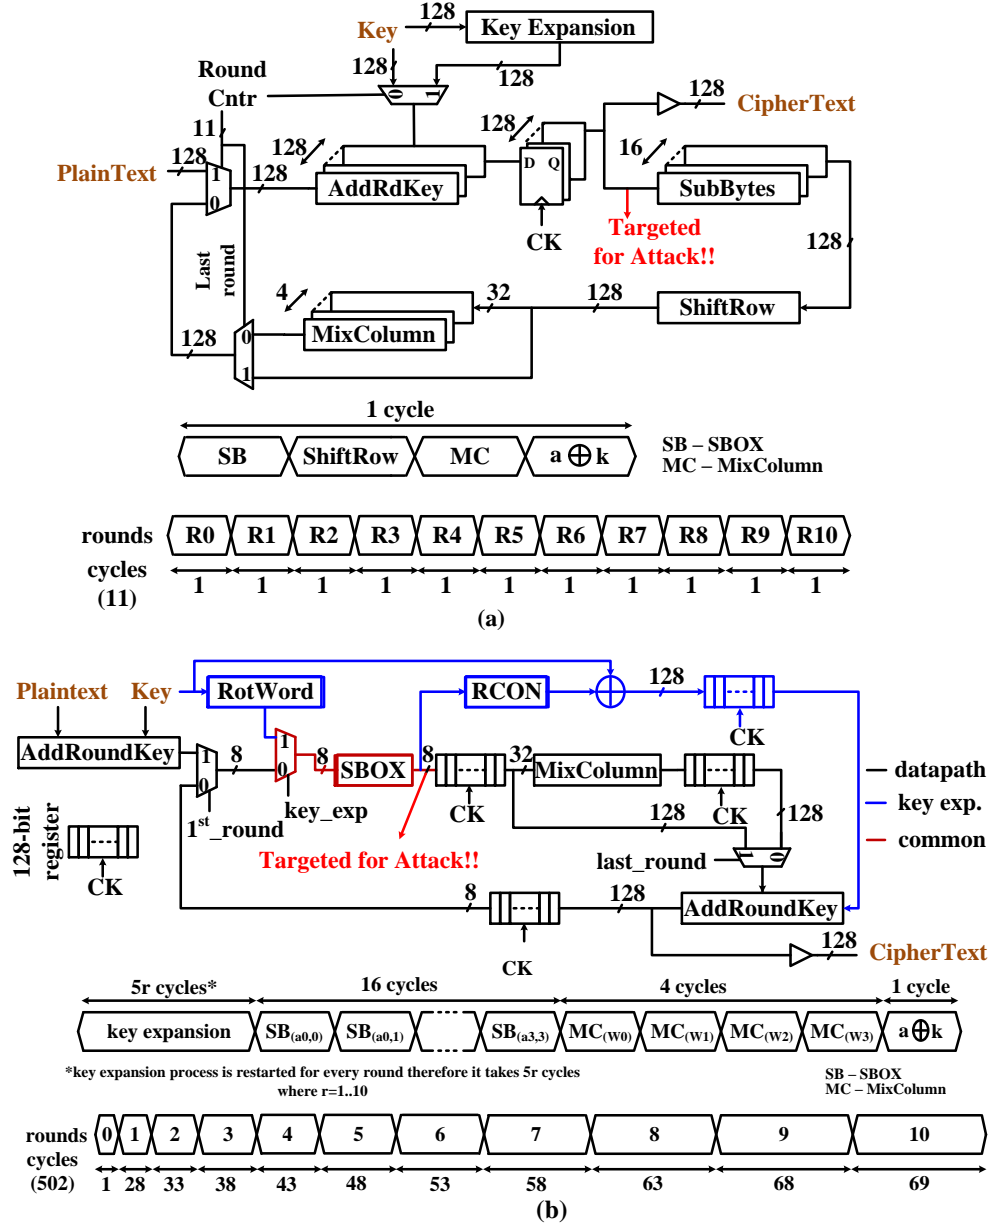 128
Key
Key Expansion
128
128
Round
Cntr
0
1
11
128
PlainText
1
0
128
128
AddRdKey
128
D Q
CK
16
128
CipherText
SubBytes
Targeted
for Attack!!
128
Last
round
4
MixColumn
32
128
ShiftRow
128
0
1
1 cycle
SB
ShiftRow
MC
a ⊕ k
SB – SBOX
MC – MixColumn
rounds
R0 R1 R2 R3 R4 R5 R6 R7 R8 R9 R10
cycles
(11)
1 1 1 1 1 1 1 1 1 1 1
(a)
Plaintext
Key
RotWord
RCON
128
CK
AddRoundKey
1
0
8
1st_round
1
0
key_exp
8
SBOX
8
CK
32
MixColumn
CK
128
128
datapath
key exp.
common
128-bit
register
CK
Targeted for Attack!!
last_round
1
0
AddRoundKey
8
CK
128
128
CipherText
5r cycles*
16 cycles
4 cycles
1 cycle
key expansion
SB(a0,0)
SB(a0,1)
SB(a3,3)
MC(W0)
MC(W1)
MC(W2)
MC(W3)
a⊕k
*key expansion process is restarted for every round therefore it takes 5r cycles
where r=1..10
SB – SBOX
MC – MixColumn
rounds
0 1 2 3 4 5 6 7 8 9 10
cycles
(502)
1 28 33 38 43 48 53 58 63 68 69
(b)